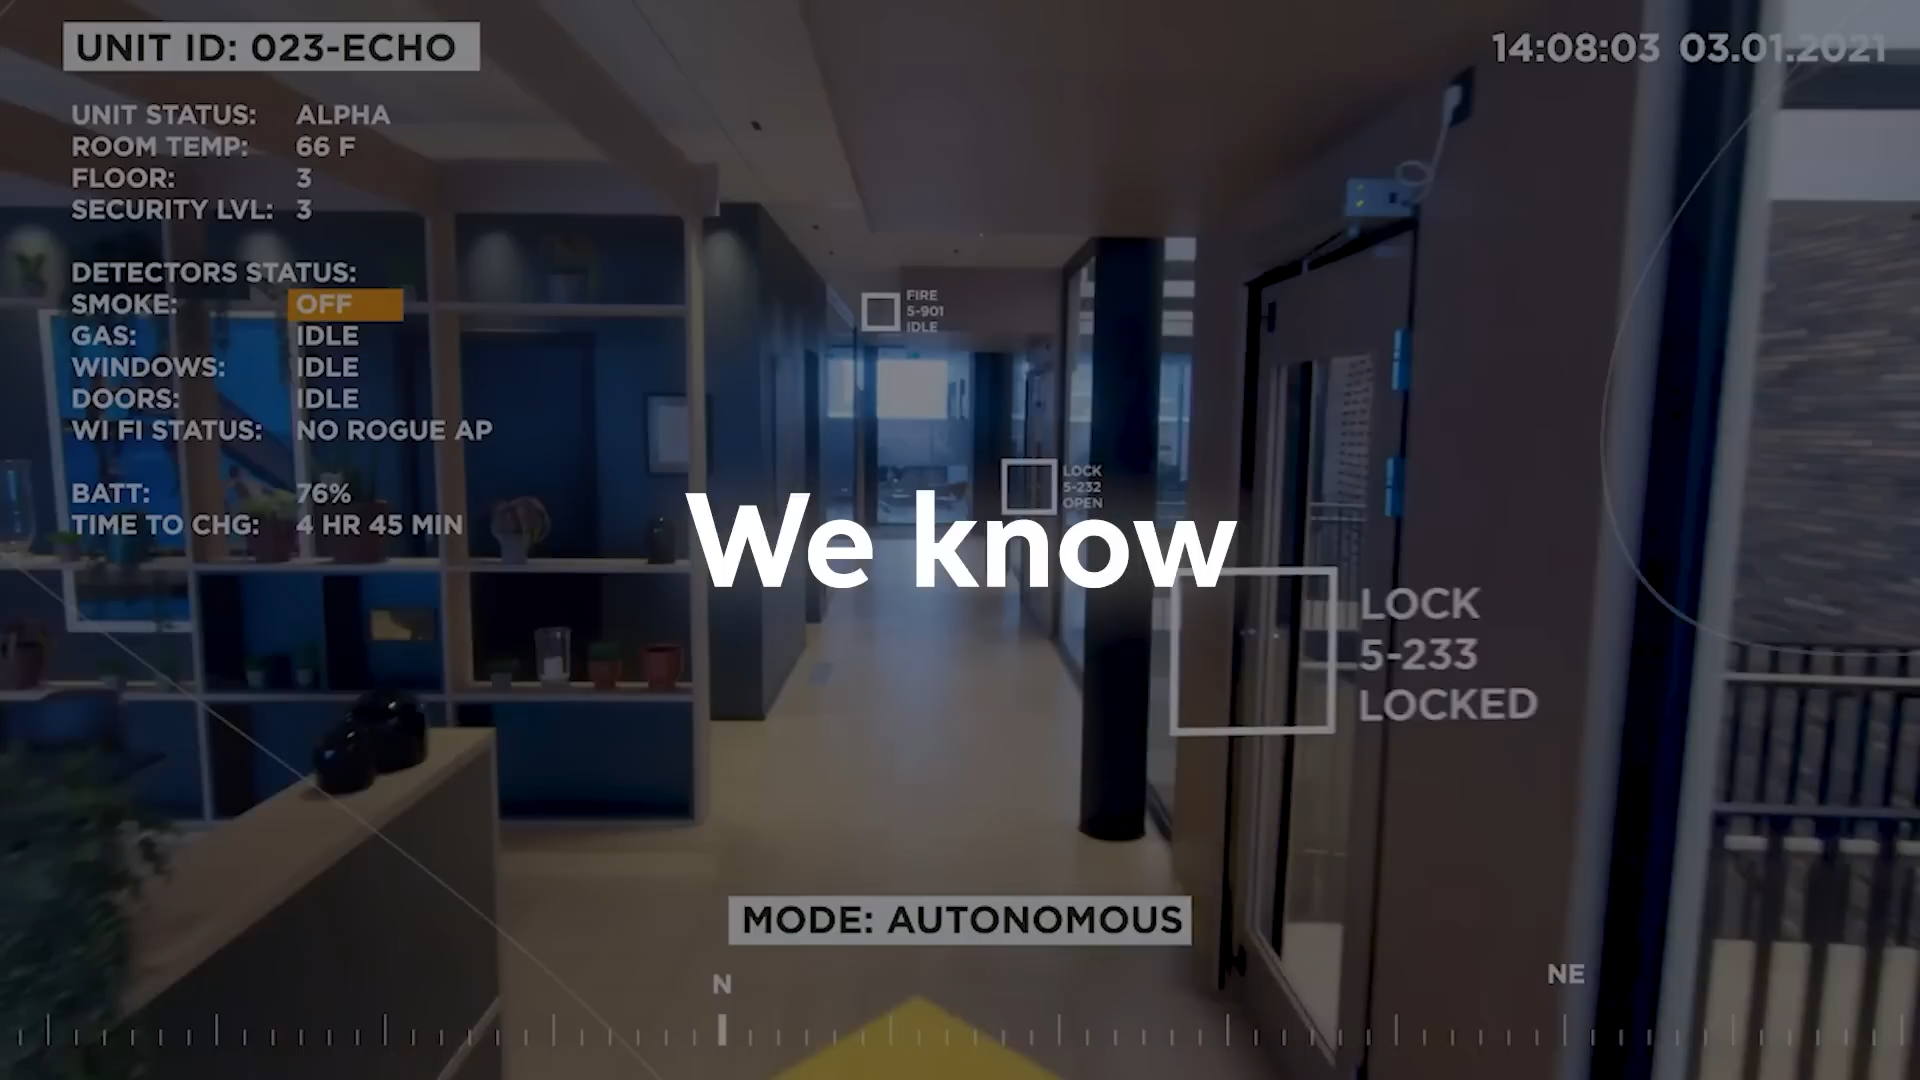 UNIT ID: 023-ECHO
14:08:03 03.01.2021
UNIT STATUS: ALPHA
ROOM TEMP: 66 F
FLOOR: 3
SECURITY LVL: 3
DETECTORS STATUS:
SMOKE: OFF
GAS: IDLE
WINDOWS: IDLE
DOORS: IDLE
WI FI STATUS: NO ROGUE AP
BATT: 76%
TIME TO CHG: 4 HR 45 MIN
FIRE
5-901
IDLE
LOCK
5-232
OPEN
We know
LOCK
5-233
LOCKED
MODE: AUTONOMOUS
N
NE